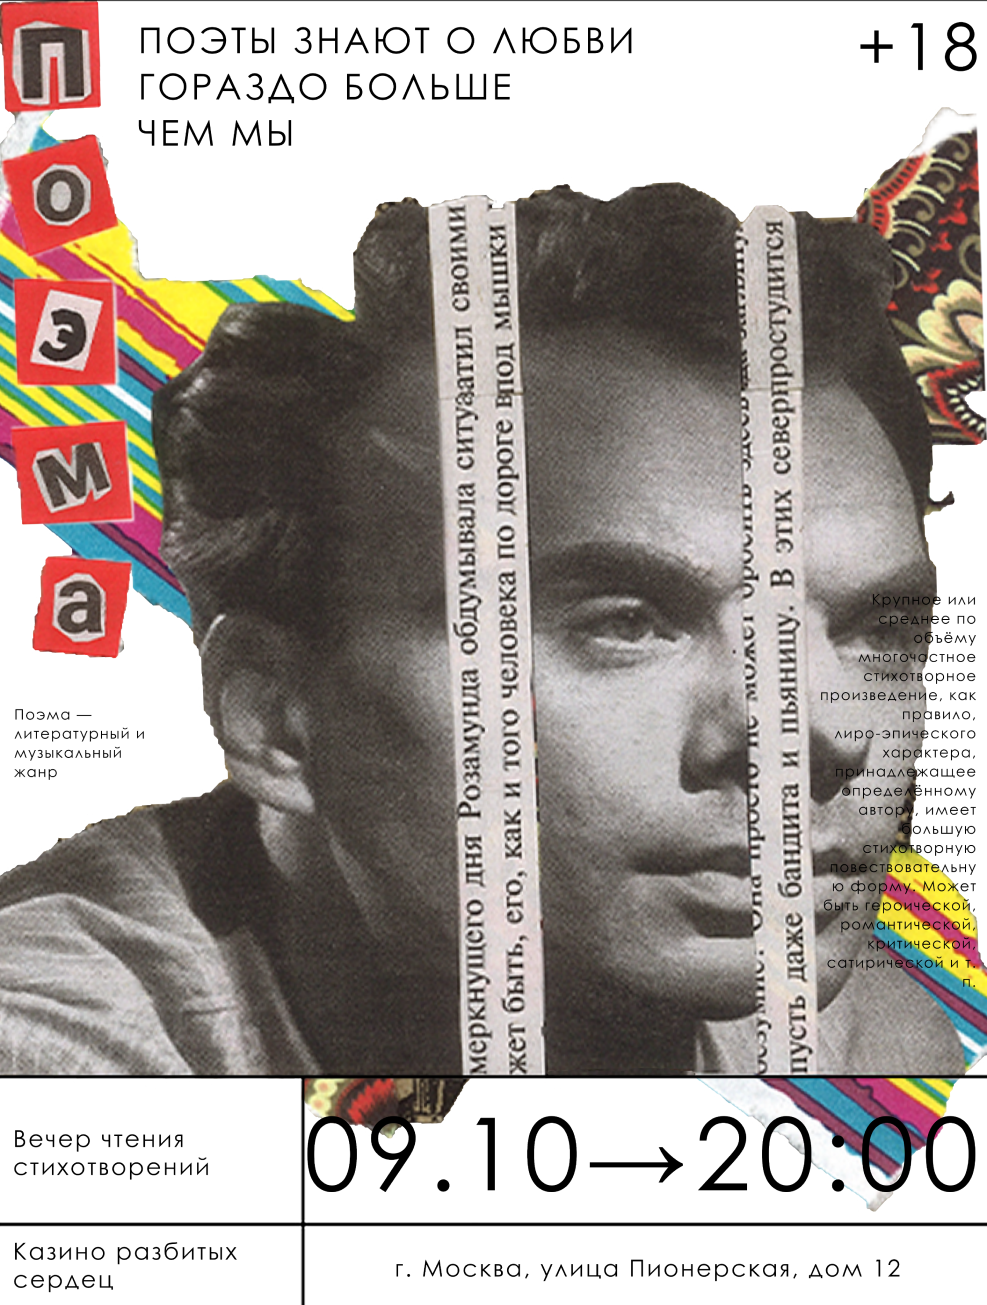 ПОЭМА
ПОЭТЫ ЗНАЮТ О ЛЮБВИ
ГОРАЗДО БОЛЬШЕ
ЧЕМ МЫ
+18
меркнущего дня Розамунда обдумывала ситуаатил своими
жет быть, его, как и того человека по дороге впод мышки
Она просто не может бросить здесь
пусть даже бандита и пьяницу. В этих северпростудится
Поэма —
литературный и
музыкальный
жанр
Крупное или
среднее по
объёму
многочастное
стихотворное
произведение, как
правило,
лиро-эпического
характера,
принадлежащее
определённому
автору, имеет
большую
стихотворную
повествовательну
ю форму. Может
быть героической,
романтической,
критической,
сатирической и т.
п.
Вечер чтения
стихотворений
09.10→20:00
Казино разбитых
сердец
г. Москва, улица Пионерская, дом 12